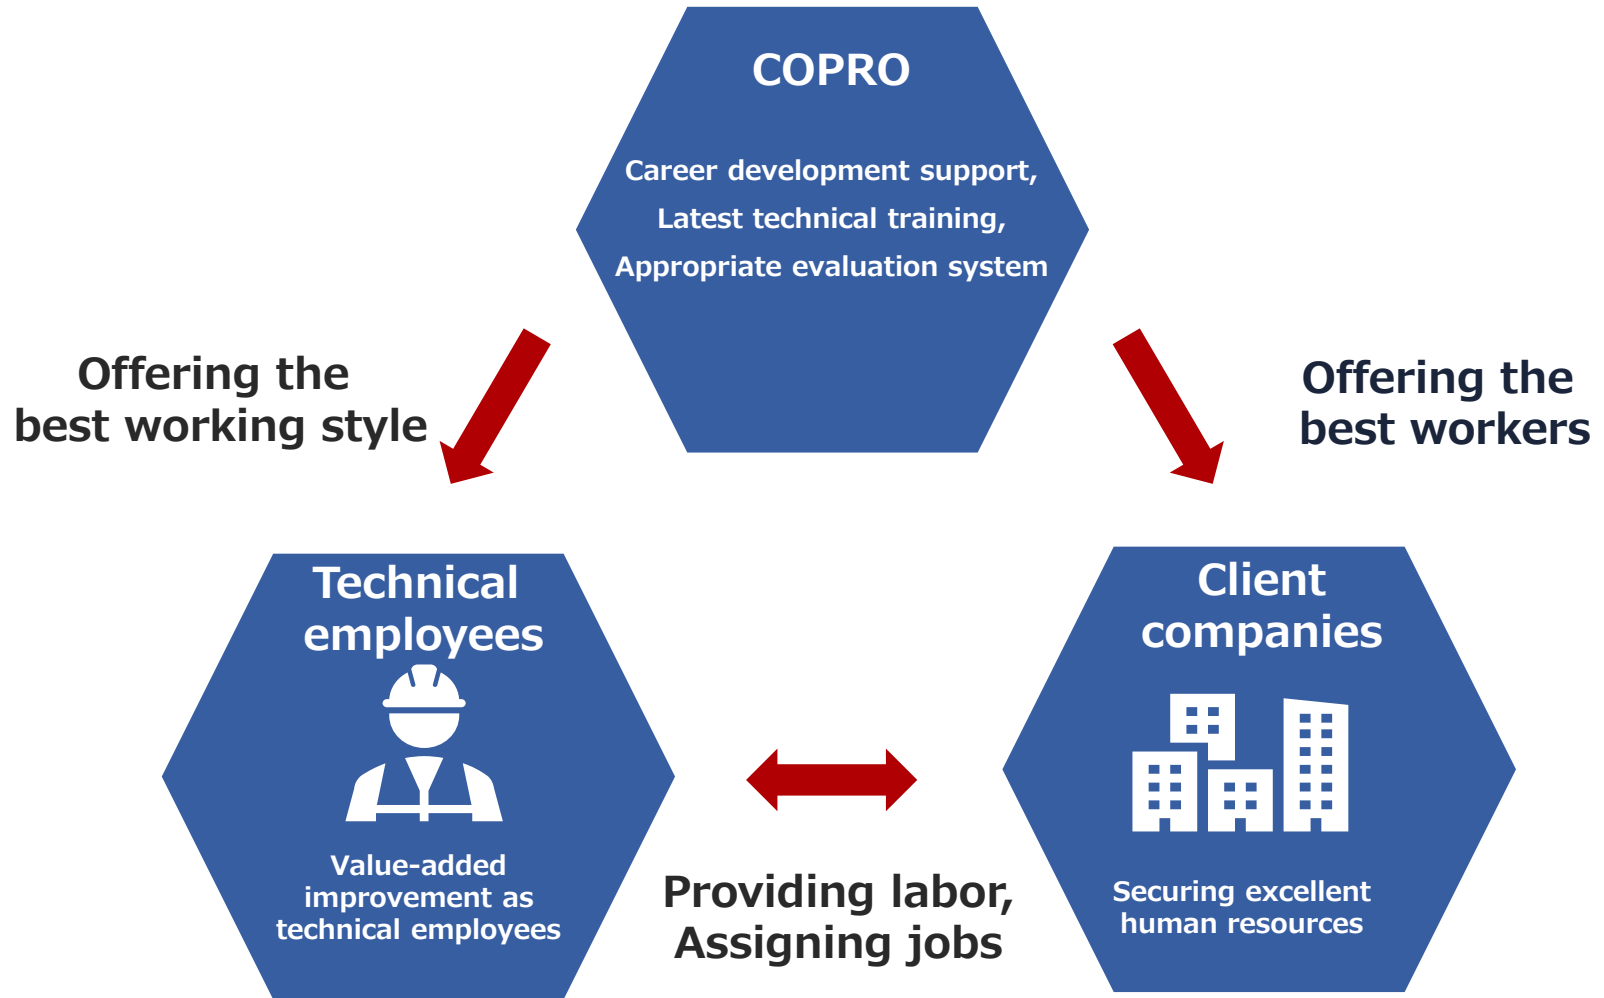 COPRO
Career development support,
Latest technical training,
Appropriate evaluation system
Offering the
best working style
Offering the
best workers
Technical
employees
Value-added
improvement as
technical employees
Client
companies
Securing excellent
human resources
Providing labor,
Assigning jobs